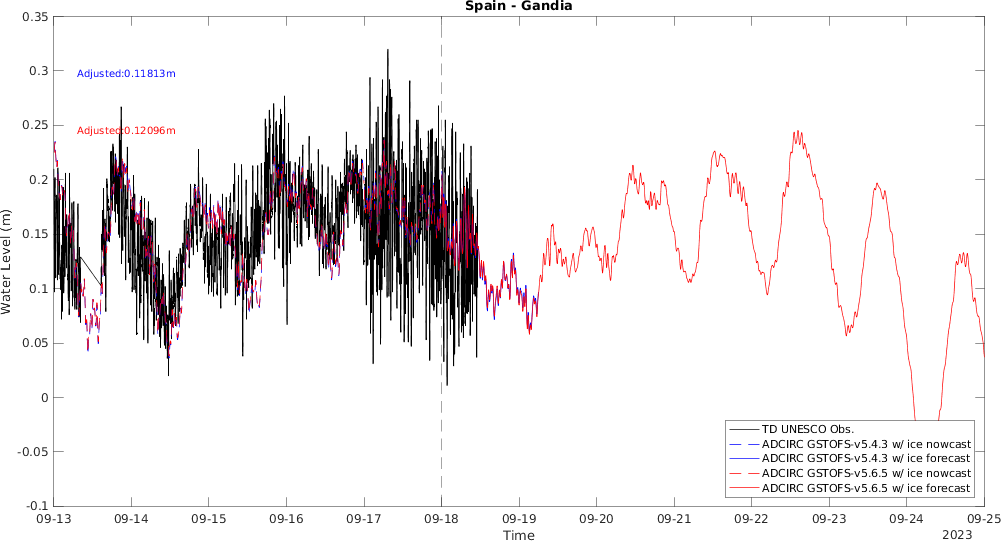 Spain - Gandia
0.35
0.3
0.25
0.2
0.15
0.1
0.05
0
-0.05
-0.1
Water Level (m)
Adjusted:0.11813m
Adjusted:0.12096m
TD UNESCO Obs.
ADCIRC GSTOFS-v5.4.3 w/ ice nowcast
ADCIRC GSTOFS-v5.4.3 w/ ice forecast
ADCIRC GSTOFS-v5.6.5 w/ ice nowcast
ADCIRC GSTOFS-v5.6.5 w/ ice forecast
09-13 09-14 09-15 09-16 09-17 09-18 09-19 09-20 09-21 09-22 09-23 09-24 09-25
Time
2023